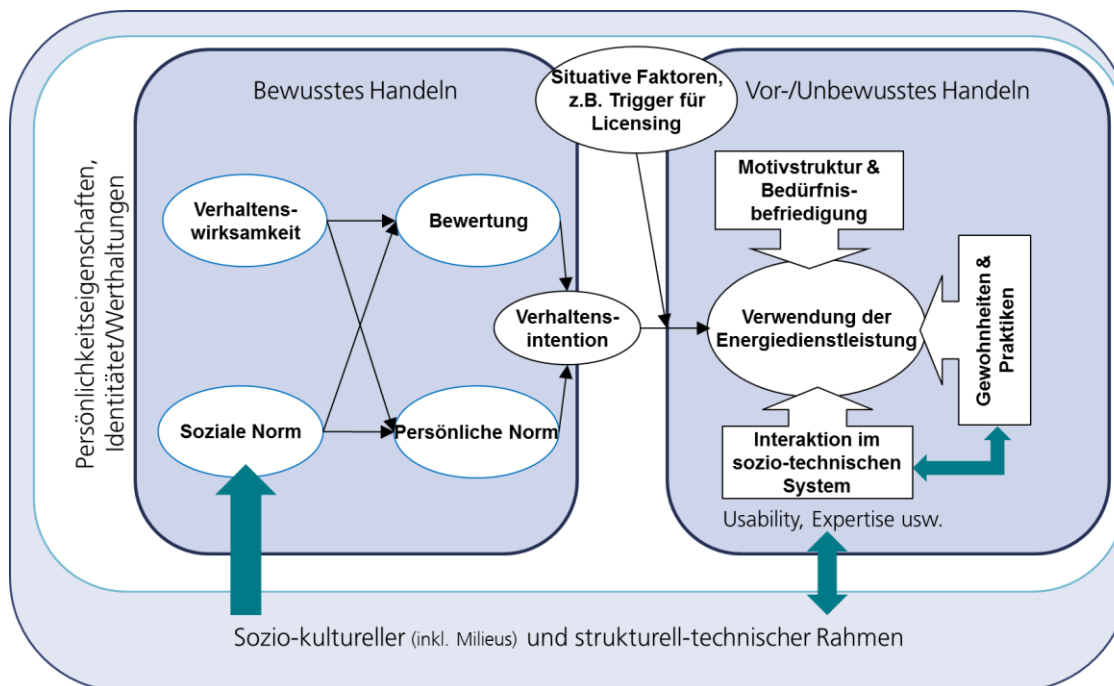 Persönlichkeitseigenschaften,
Identitätet/Werthaltungen
Bewusstes Handeln
Situative Faktoren,
z.B. Trigger für
Licensing
Vor-/Unbewusstes Handeln
Verhaltens-
wirksamkeit
Bewertung
Soziale Norm
Persönliche Norm
Verhaltens-
intention
Motivstruktur &
Bedürfnis-
befriedigung
Verwendung der
Energiedienstleistung
Gewohnheiten &
Praktiken
Interaktion im
sozio-technischen
System
Usability, Expertise usw.
Sozio-kultureller (inkl. Milieus) und strukturell-technischer Rahmen